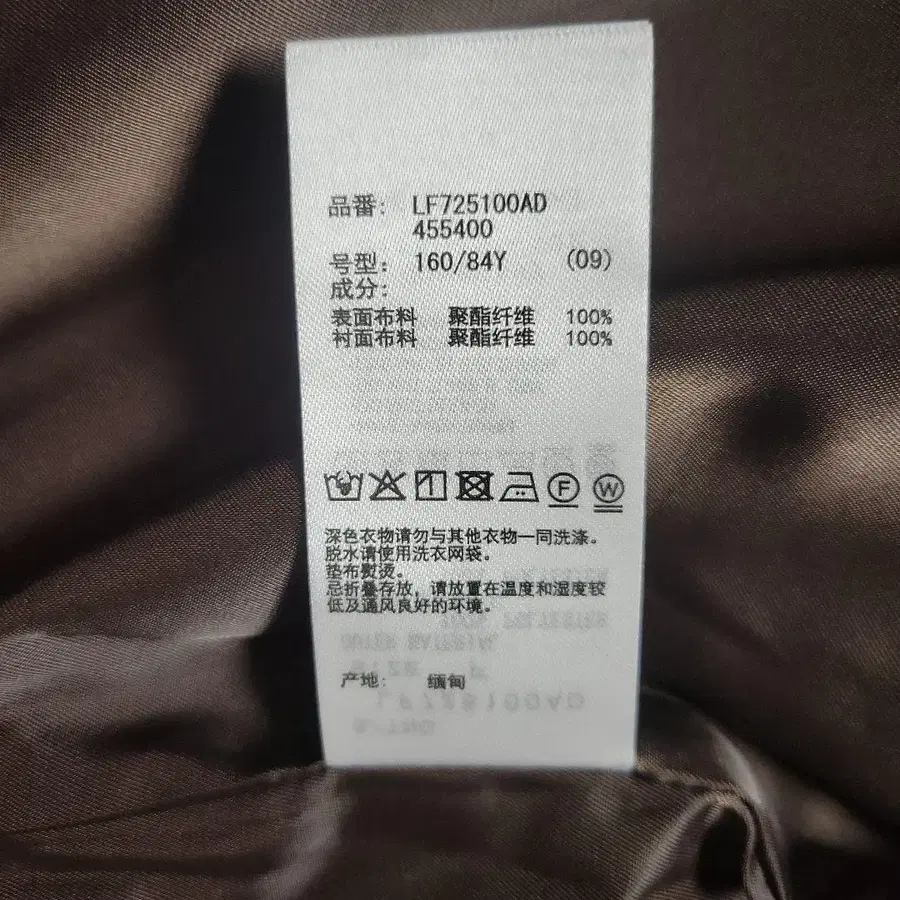 品番: LF725100AD
455400
号型: 160/84Y (09)
成分:
表面布料 聚酯纤维 100%
衬面布料 聚酯纤维 100%
F W
深色衣物请勿与其他衣物一同洗涤。
脱水请使用洗衣网袋。
垫布熨烫。
忌折叠存放，请放置在温度和湿度较
低及通风良好的环境。
产地: 缅甸